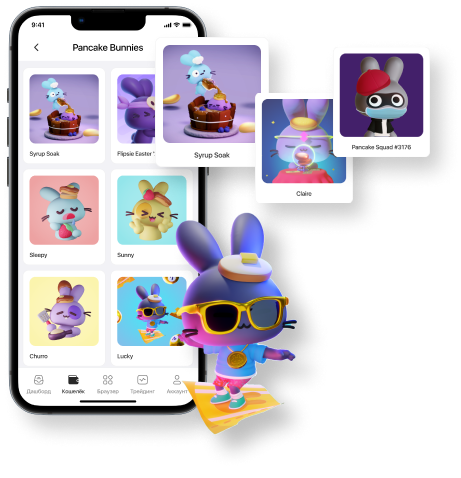 9:41
Pancake Bunnies
Syrup Soak
Flipsie Easter '
Syrup Soak
Claire
Pancake Squad #3176
Sleepy
Sunny
Churro
Lucky
Дашборд
Кошелёк
Браузер
Трейдинг
Аккаунт